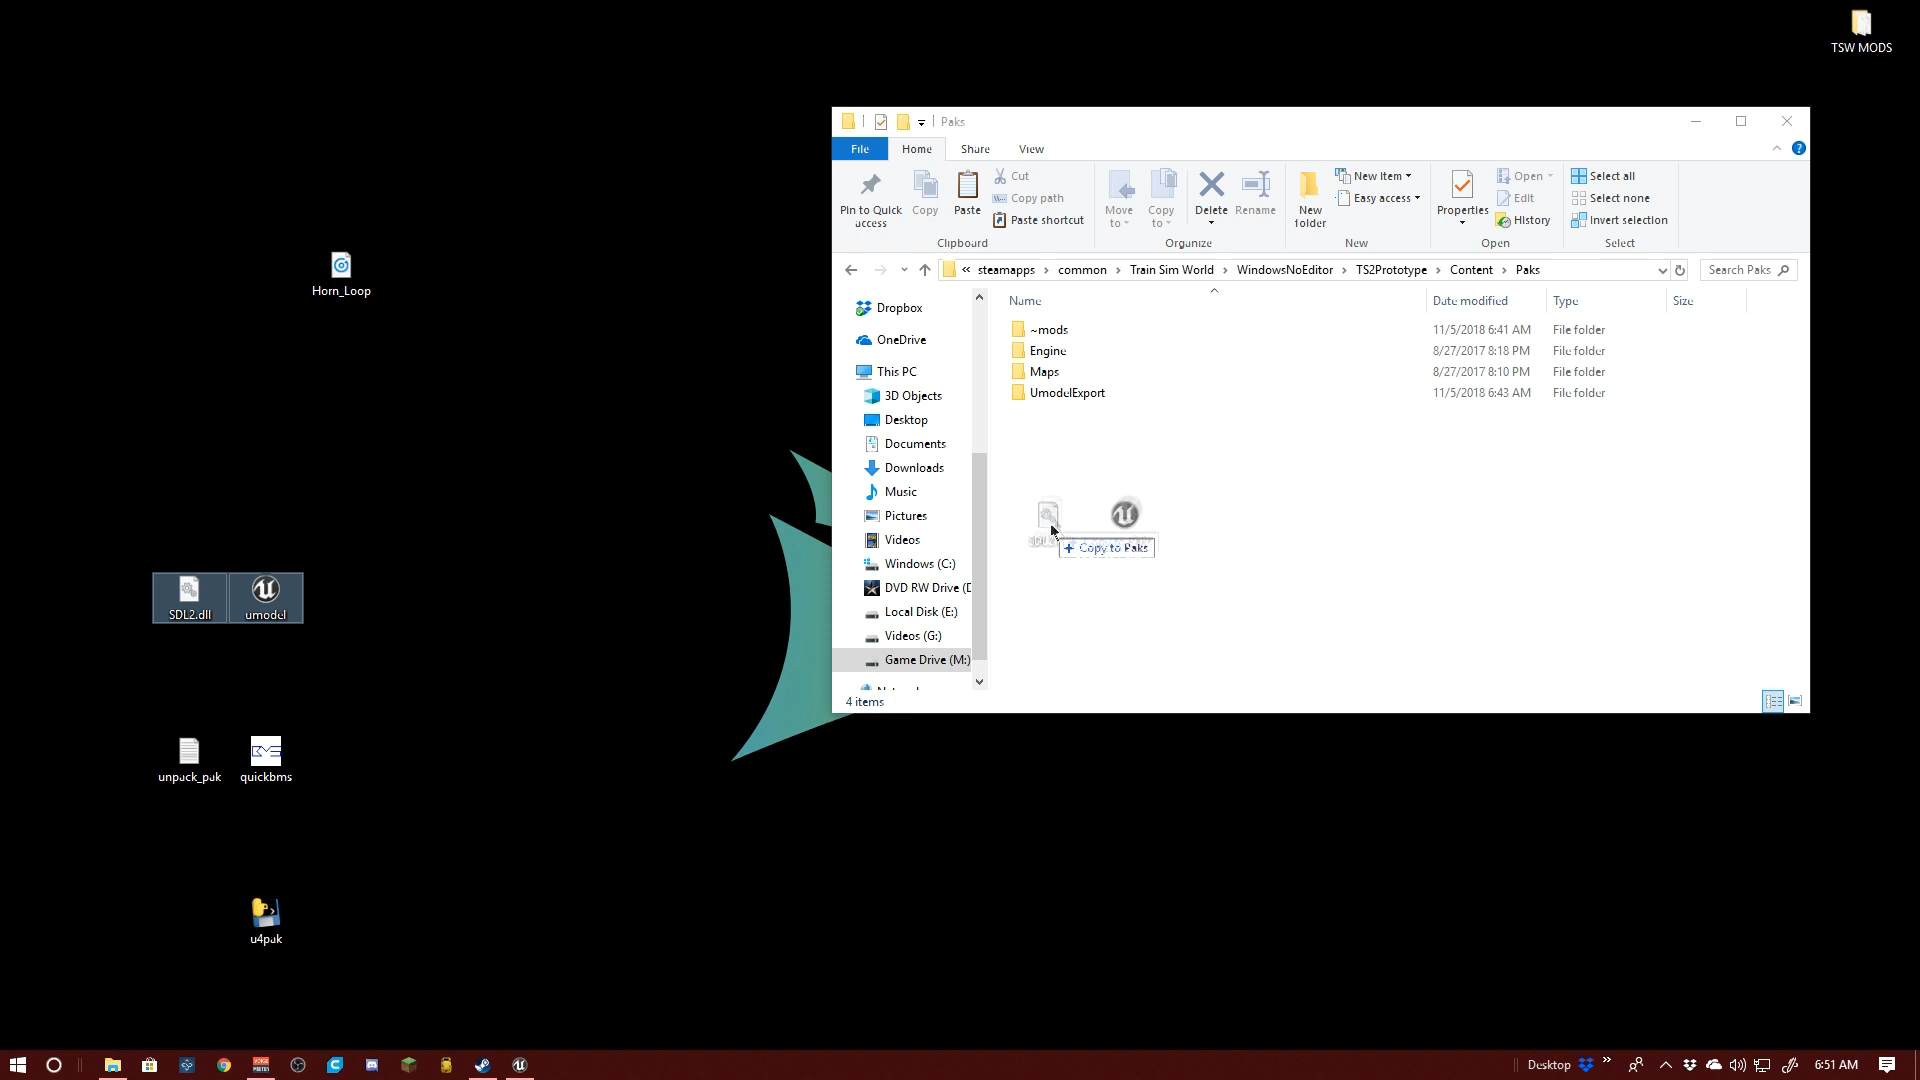 TSW MODS
Paks
File Home Share View
Pin to Quick access
Copy
Paste
Cut
Copy path
Paste shortcut
Clipboard
Move to
Copy to
Delete
Rename
Organize
New folder
New item
Easy access
New
Properties
Open
Edit
History
Open
Select all
Select none
Invert selection
Select
« steamapps › common › Train Sim World › WindowsNoEditor › TS2Prototype › Content › Paks
Search Paks
Name Date modified Type Size
~mods 11/5/2018 6:41 AM File folder
Engine 8/27/2017 8:18 PM File folder
Maps 8/27/2017 8:10 PM File folder
UmodelExport 11/5/2018 6:43 AM File folder
Dropbox
OneDrive
This PC
3D Objects
Desktop
Documents
Downloads
Music
Pictures
Videos
Windows (C:)
DVD RW Drive (D
Local Disk (E:)
Videos (G:)
Game Drive (M:)
4 items
+ Copy to Paks
Horn_Loop
SDL2.dll
umodel
unpack_pak
quickbms
u4pak
Desktop
6:51 AM